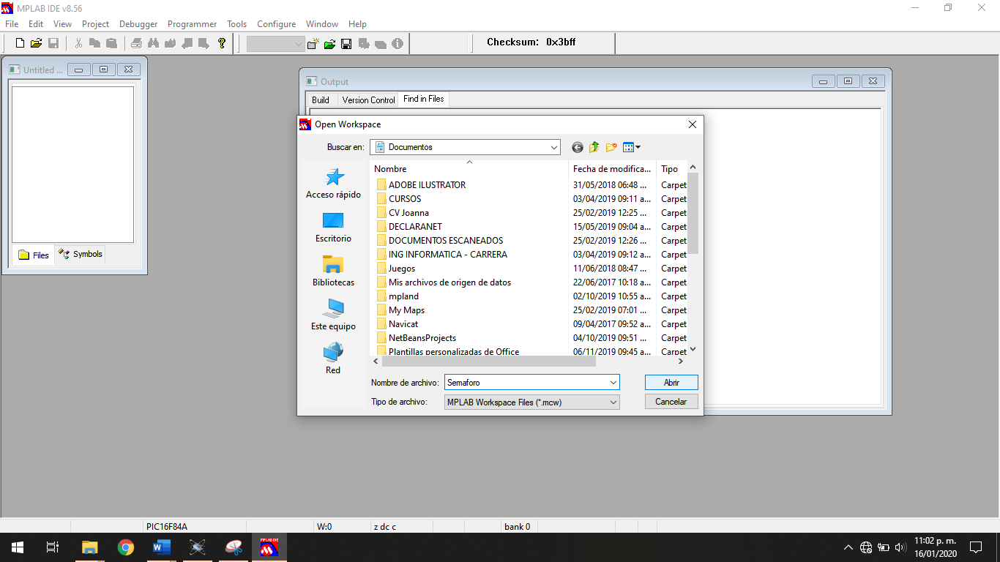 MPLAB IDE v8.56
File Edit View Project Debugger Programmer Tools Configure Window Help
Checksum: 0x3bff
Untitled ...
Files
Symbols
Output
Build
Version Control
Find in Files
Open Workspace
Buscar en:
Documentos
Acceso rápido
Escritorio
Bibliotecas
Este equipo
Red
Nombre Fecha de modifica... Tipo
ADOBE ILUSTRATOR 31/05/2018 06:48 ... Carpet
CURSOS 03/04/2019 09:11 a... Carpet
CV Joanna 25/02/2019 12:25 ... Carpet
DECLARANET 15/05/2019 09:04 a... Carpet
DOCUMENTOS ESCANEADOS 25/02/2019 12:26 ... Carpet
ING INFORMATICA - CARRERA 03/04/2019 09:12 a... Carpet
Juegos 11/06/2018 08:47 ... Carpet
Mis archivos de origen de datos 22/06/2017 10:18 a... Carpet
mpland 02/10/2019 10:55 a... Carpet
My Maps 25/02/2019 07:01 ... Carpet
Navicat 09/04/2017 09:52 a... Carpet
NetBeansProjects 04/10/2019 09:51 ... Carpet
Plantillas personalizadas de Office 06/11/2019 09:45 a... Carpet
Nombre de archivo: Semaforo Abrir
Tipo de archivo: MPLAB Workspace Files (*.mcw) Cancelar
PIC16F84A W:0 z dc c bank 0
MPLAB IDE
11:02 p. m.
16/01/2020